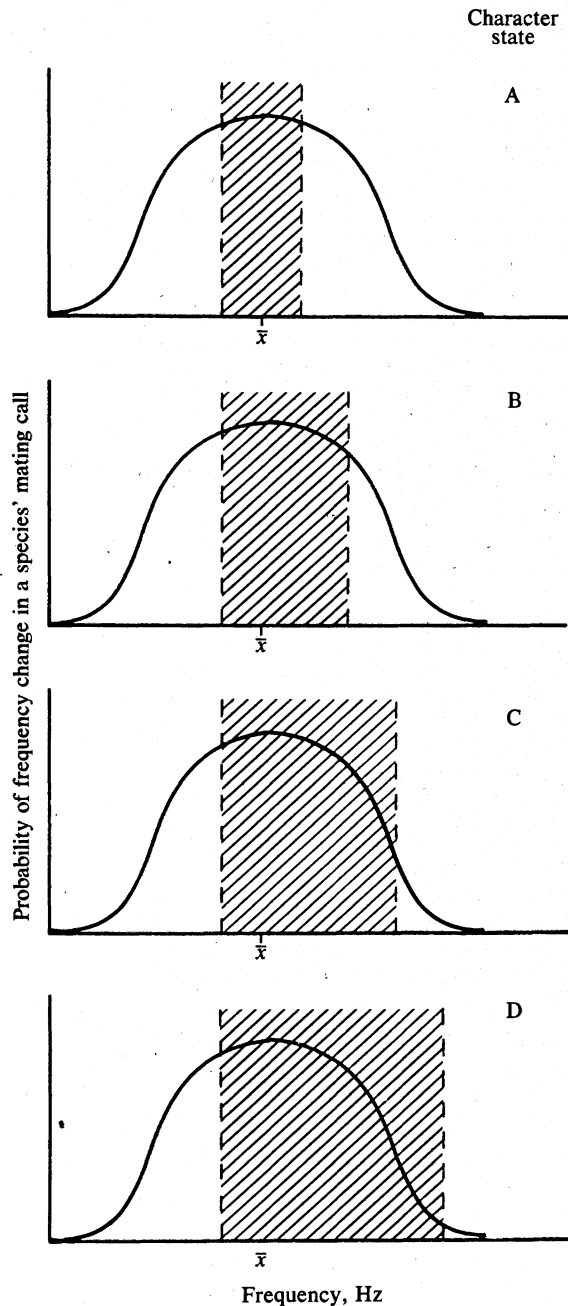 Character
state
A
x̄
B
x̄
C
x̄
D
x̄
Probability of frequency change in a species' mating call
Frequency, Hz